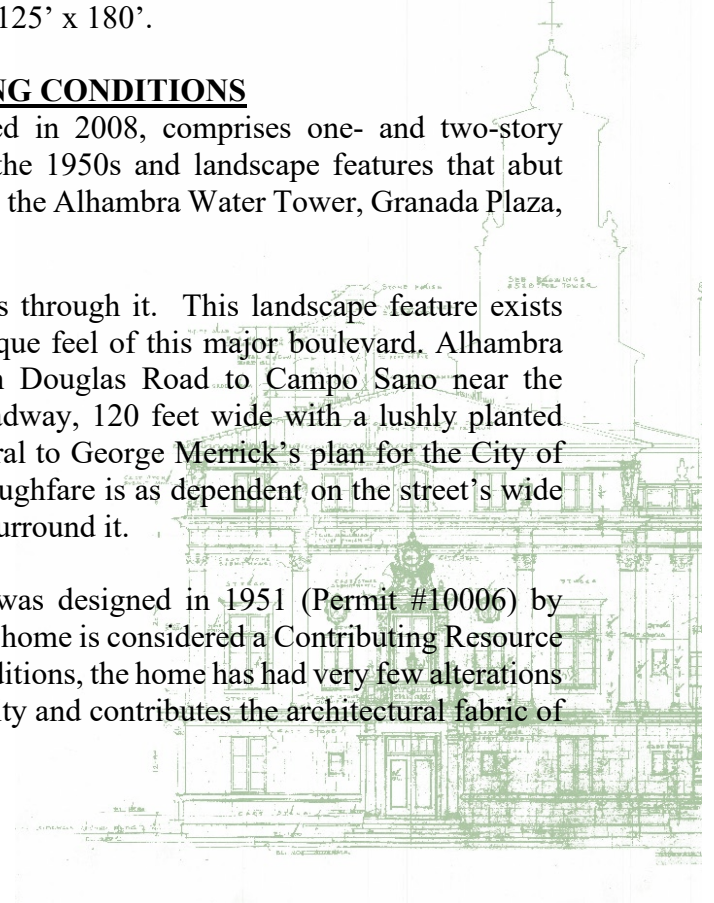 125’ x 180’.
NG CONDITIONS
ed in 2008, comprises one- and two-story
the 1950s and landscape features that abut
the Alhambra Water Tower, Granada Plaza,
s through it. This landscape feature exists
que feel of this major boulevard. Alhambra
n Douglas Road to Campo Sano near the
adway, 120 feet wide with a lushly planted
ral to George Merrick’s plan for the City of
oughfare is as dependent on the street’s wide
urround it.
was designed in 1951 (Permit #10006) by
home is considered a Contributing Resource
ditions, the home has had very few alterations
ity and contributes the architectural fabric of
SEE DRAWINGS